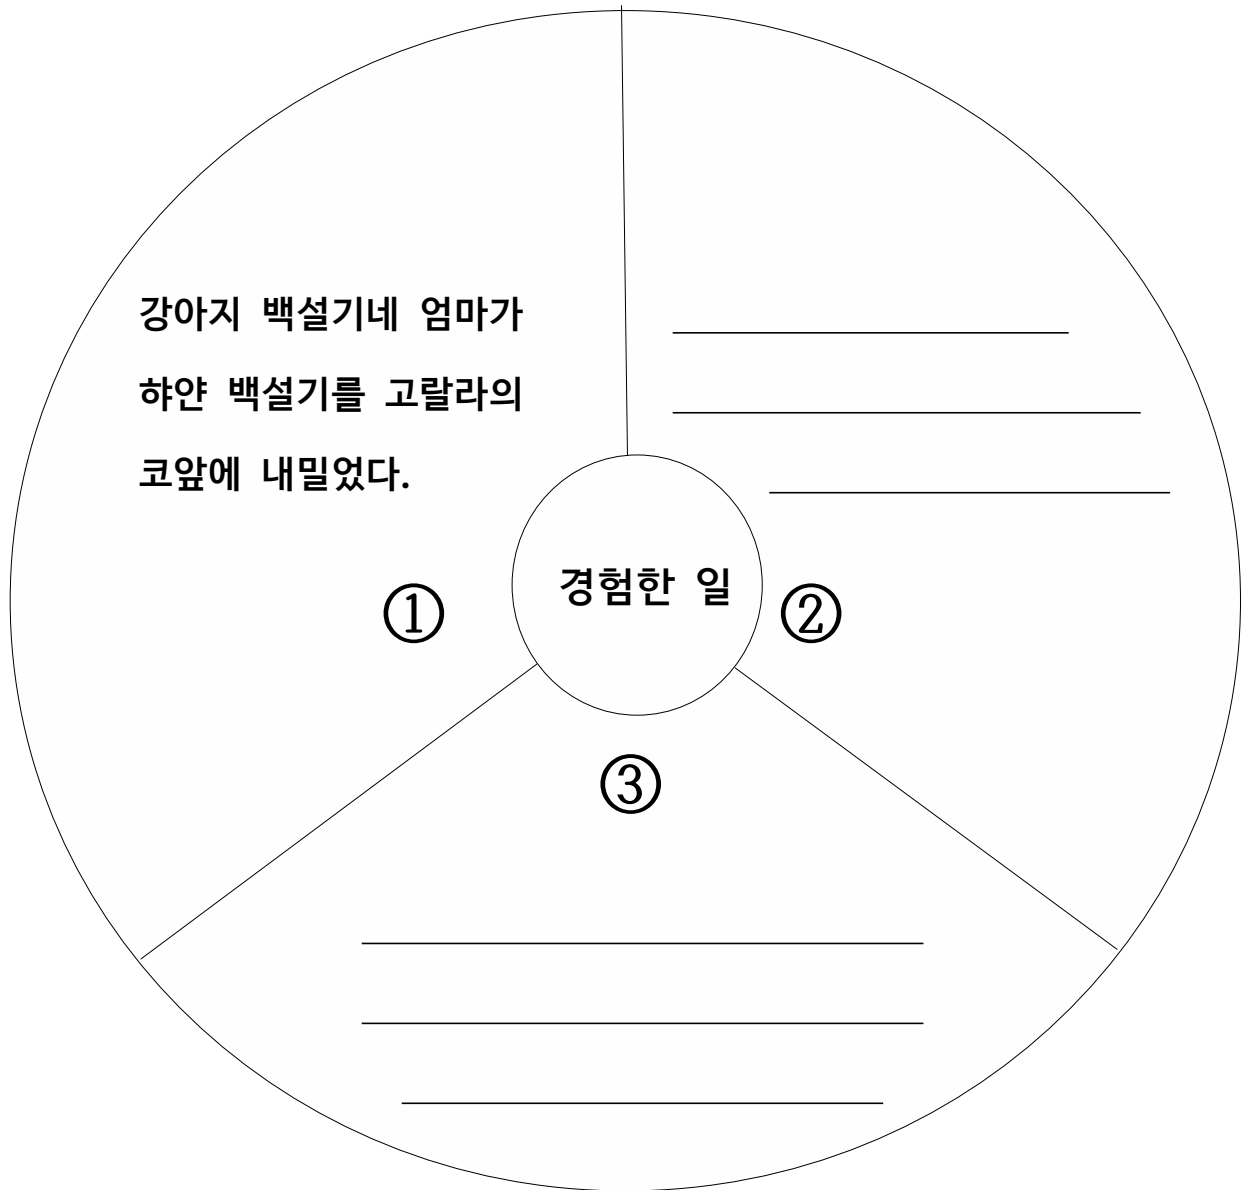 강아지 백설기네 엄마가
햐얀 백설기를 고랄라의
코앞에 내밀었다.
경험한 일
①
②
③